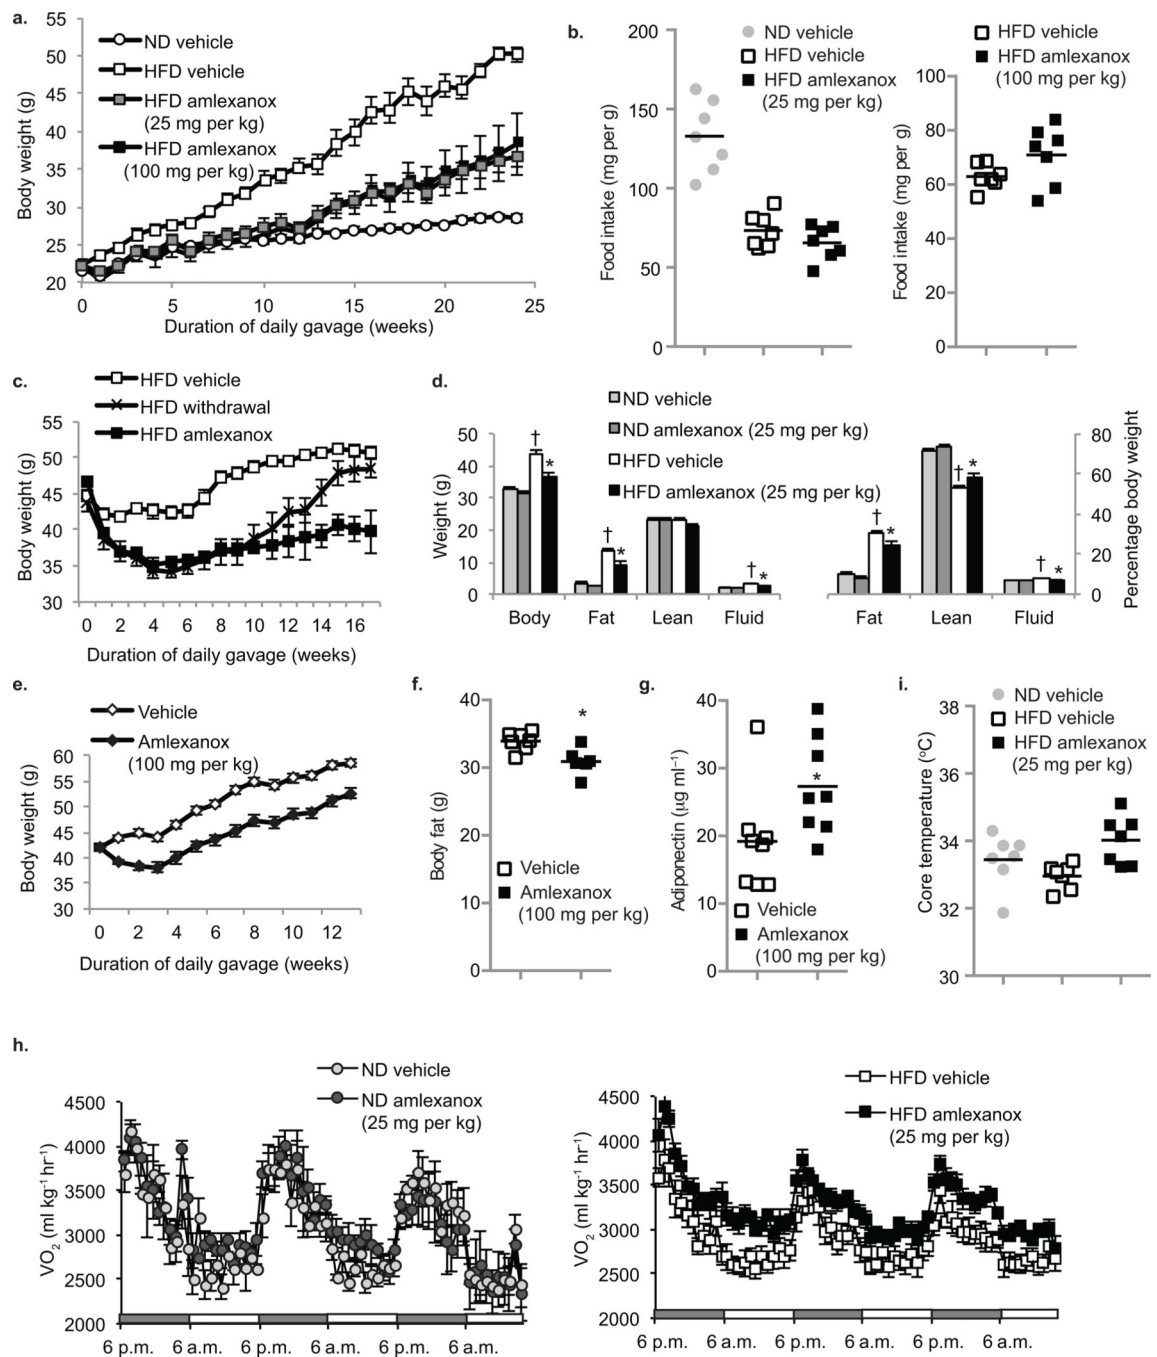 a.
55
50
45
40
35
30
25
20
Body weight (g)
ND vehicle
HFD vehicle
HFD amlexanox
(25 mg per kg)
HFD amlexanox
(100 mg per kg)
0 5 10 15 20 25
Duration of daily gavage (weeks)
b.
200
150
100
50
0
Food intake (mg per g)
ND vehicle
HFD vehicle
HFD amlexanox
(25 mg per kg)
HFD vehicle
HFD amlexanox
(100 mg per kg)
100
80
60
40
20
0
Food intake (mg per g)
c.
HFD vehicle
HFD withdrawal
HFD amlexanox
55
50
45
40
35
30
Body weight (g)
0 2 4 6 8 10 12 14 16
Duration of daily gavage (weeks)
d.
ND vehicle
ND amlexanox (25 mg per kg)
HFD vehicle
HFD amlexanox (25 mg per kg)
50
40
30
20
10
0
Weight (g)
† * † * † *
Body Fat Lean Fluid
† * † * † *
Fat Lean Fluid
80
60
40
20
0
Percentage body weight
e.
Vehicle
Amlexanox
(100 mg per kg)
60
55
50
45
40
35
30
Body weight (g)
0 2 4 6 8 10 12
Duration of daily gavage (weeks)
f.
40
30
20
10
0
Body fat (g)
*
Vehicle
Amlexanox
(100 mg per kg)
g.
40
30
20
10
0
Adiponectin (µg ml⁻¹)
*
Vehicle
Amlexanox
(100 mg per kg)
i.
38
36
34
32
30
Core temperature (°C)
ND vehicle
HFD vehicle
HFD amlexanox
(25 mg per kg)
h.
ND vehicle
ND amlexanox
(25 mg per kg)
4500
4000
3500
3000
2500
2000
VO₂ (ml kg⁻¹ hr⁻¹)
6 p.m. 6 a.m. 6 p.m. 6 a.m. 6 p.m. 6 a.m.
HFD vehicle
HFD amlexanox
(25 mg per kg)
4500
4000
3500
3000
2500
2000
VO₂ (ml kg⁻¹ hr⁻¹)
6 p.m. 6 a.m. 6 p.m. 6 a.m. 6 p.m. 6 a.m.